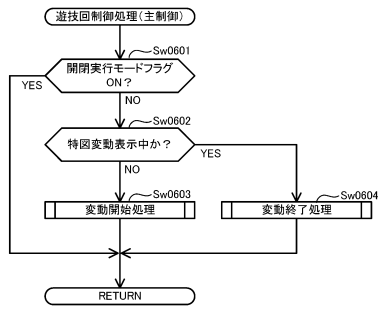 遊技回制御処理(主制御)
Sw0601
開閉実行モードフラグ
ON?
YES
NO
Sw0602
特図変動表示中か?
YES
NO
Sw0603
変動開始処理
Sw0604
変動終了処理
RETURN